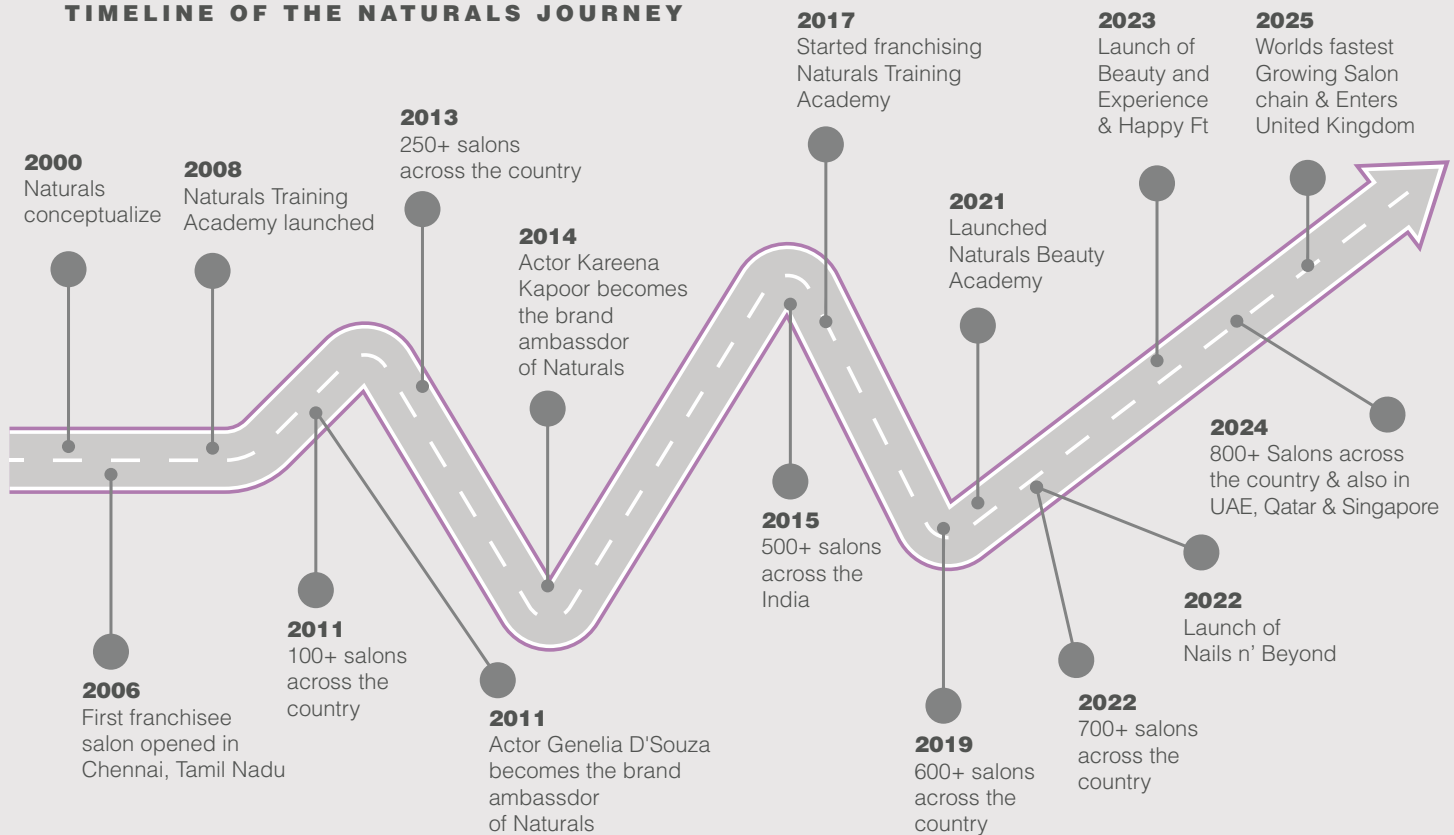 TIMELINE OF THE NATURALS JOURNEY
2000
Naturals
conceptualize
2006
First franchisee
salon opened in
Chennai, Tamil Nadu
2008
Naturals Training
Academy launched
2011
100+ salons
across the
country
2011
Actor Genelia D'Souza
becomes the brand
ambassdor
of Naturals
2013
250+ salons
across the country
2014
Actor Kareena
Kapoor becomes
the brand
ambassdor
of Naturals
2015
500+ salons
across the
India
2017
Started franchising
Naturals Training
Academy
2019
600+ salons
across the
country
2021
Launched
Naturals Beauty
Academy
2022
700+ salons
across the
country
2022
Launch of
Nails n’ Beyond
2023
Launch of
Beauty and
Experience
& Happy Ft
2024
800+ Salons across
the country & also in
UAE, Qatar & Singapore
2025
Worlds fastest
Growing Salon
chain & Enters
United Kingdom